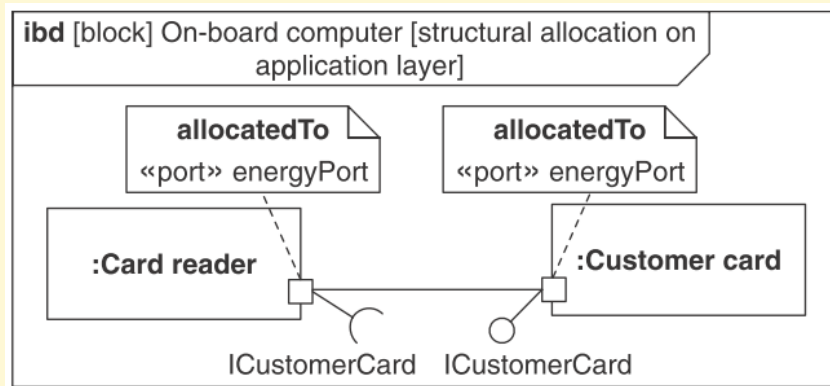 ibd [block] On-board computer [structural allocation on
application layer]
allocatedTo
«port» energyPort
allocatedTo
«port» energyPort
:Card reader
:Customer card
ICustomerCard
ICustomerCard